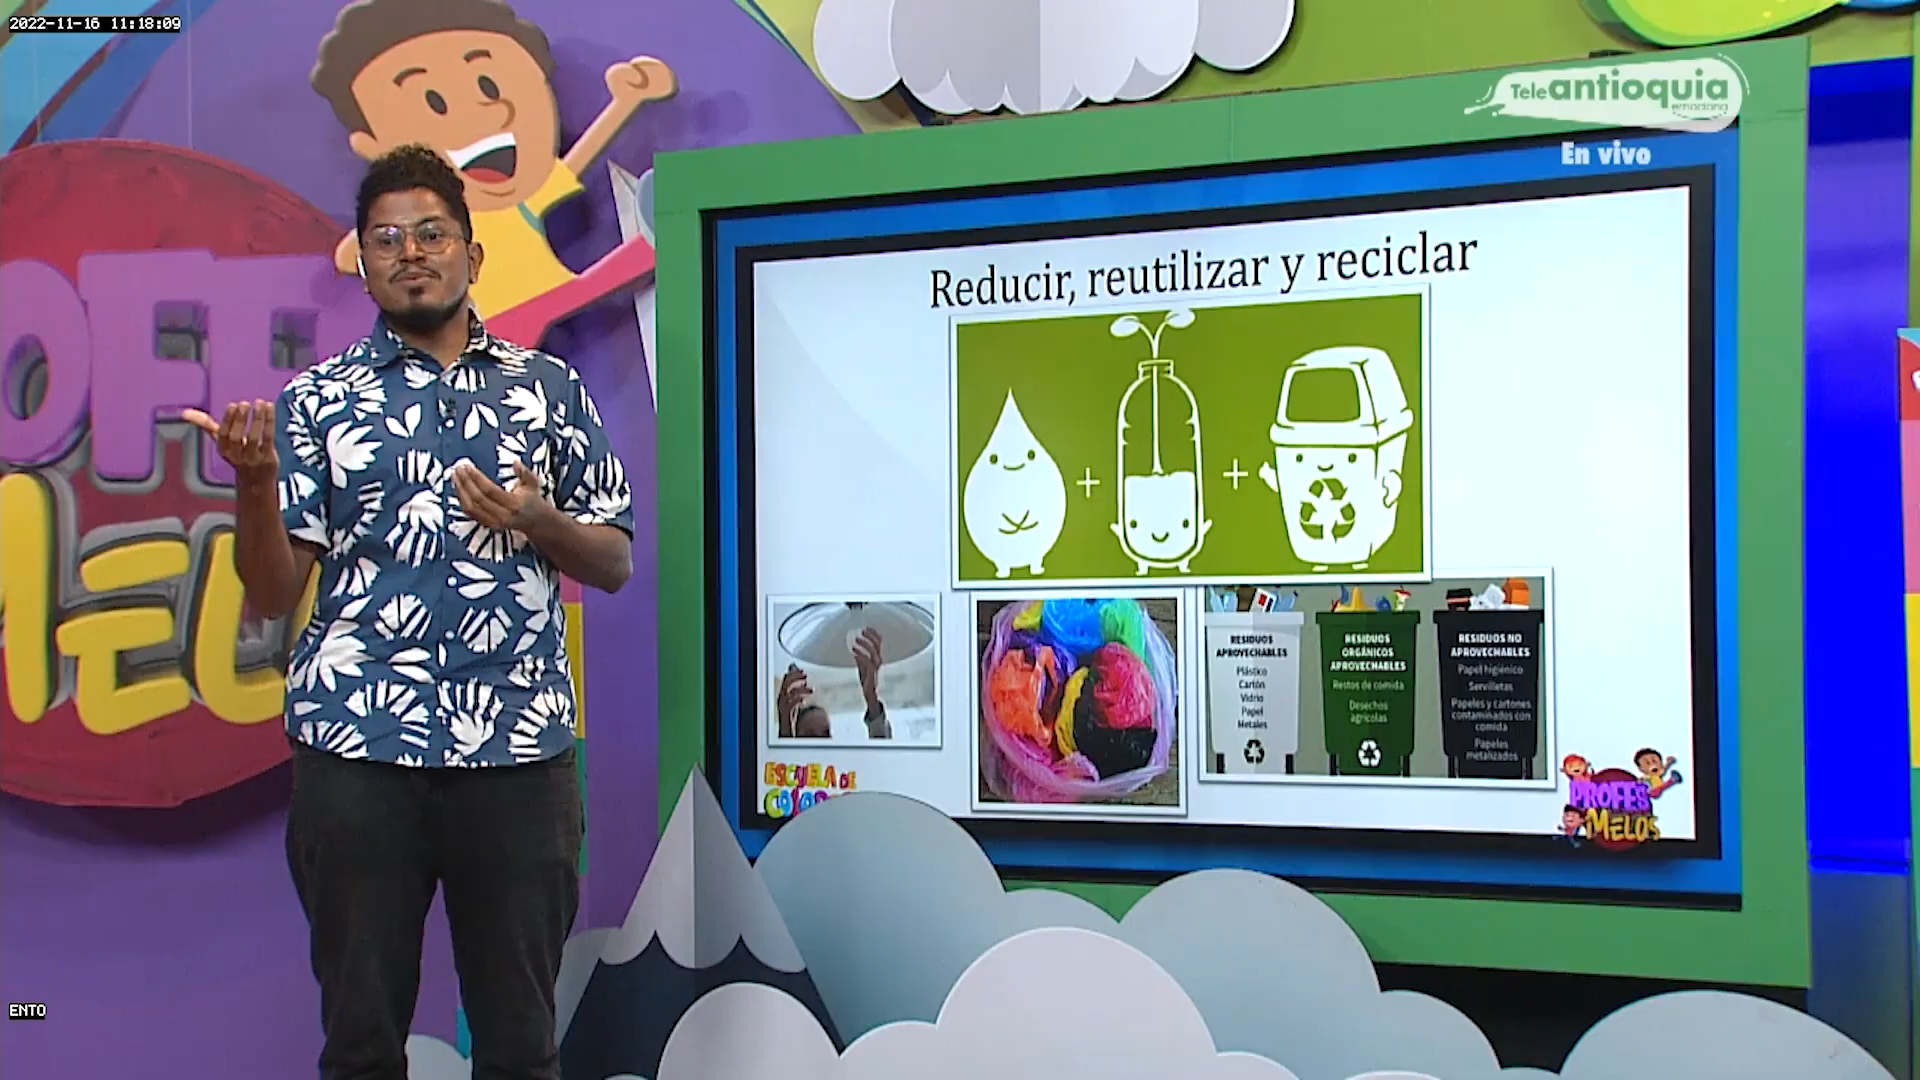 2022-11-16 11:18:09
Teleantioquia
En vivo
Reducir, reutilizar y reciclar
RESIDUOS
APROVECHABLES
Plástico
Cartón
Vidrio
Papel
Metales
RESIDUOS
ORGÁNICOS
APROVECHABLES
Restos de comida
Desechos
agrícolas
RESIDUOS NO
APROVECHABLES
Papel higiénico
Servilletas
Papeles y cartones
contaminados con
comida
Papeles
metalizados
ESCUELA DE
PROFES
MELOS
ENTO